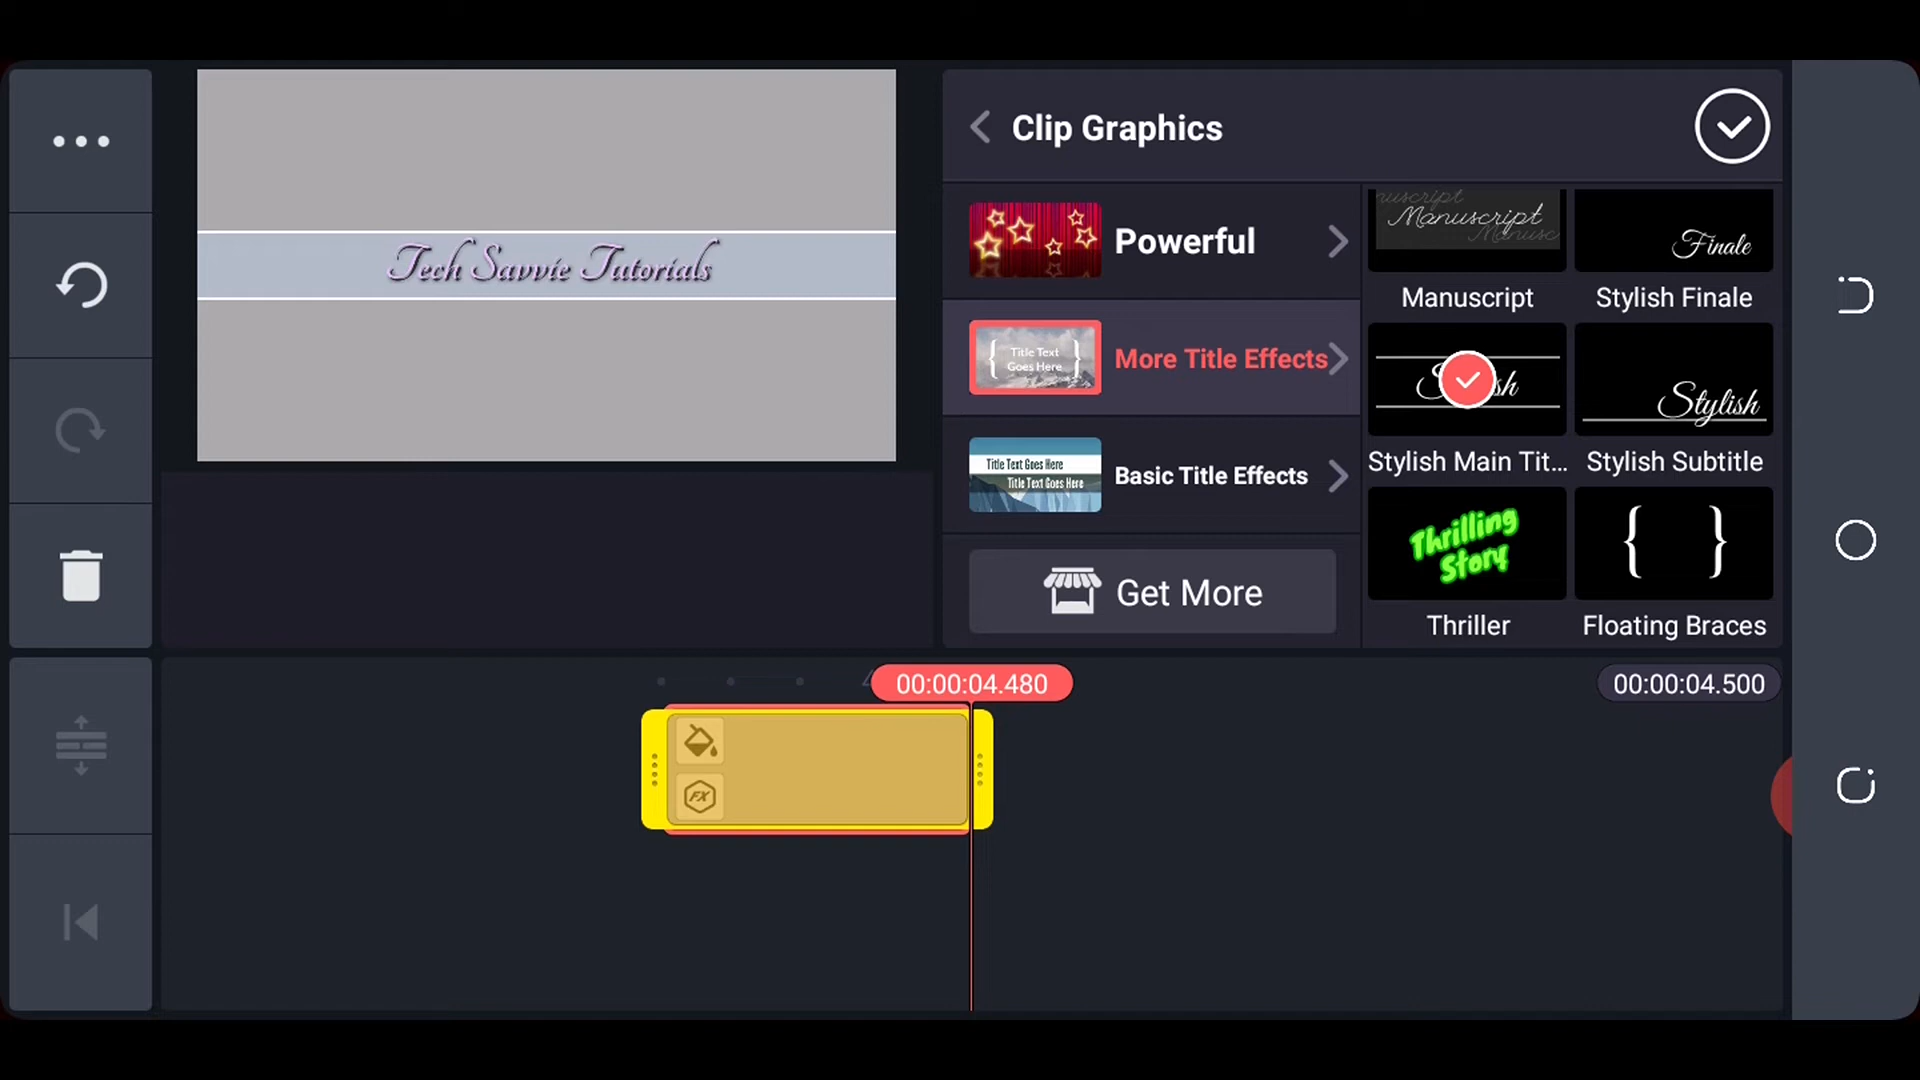 Tech Savvie Tutorials
Clip Graphics
Powerful
Title Text
Goes Here
More Title Effects
Title Text Goes Here
Title Text Goes Here
Basic Title Effects
Get More
Manuscript
Manuscript
Finale
Stylish Finale
Stylish Main Tit...
Stylish
Stylish Subtitle
Thrilling
Story
Thriller
{ }
Floating Braces
00:00:04.480
00:00:04.500
FX